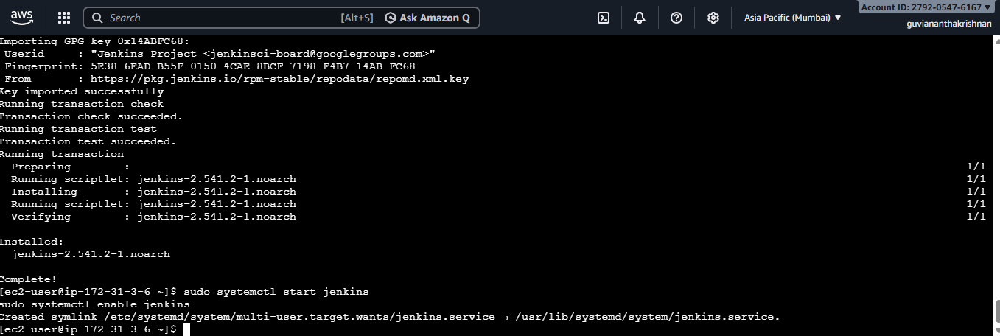 aws
Search [Alt+S] Ask Amazon Q
Asia Pacific (Mumbai) ▼
Account ID: 2792-0547-6167 ▼
guviananthakrishnan
Importing GPG key 0x14ABFC68:
 Userid     : "Jenkins Project <jenkinsci-board@googlegroups.com>"
 Fingerprint: 5E38 6EAD B55F 0150 4CAE 8BCF 7198 F4B7 14AB FC68
 From       : https://pkg.jenkins.io/rpm-stable/repodata/repomd.xml.key
Key imported successfully
Running transaction check
Transaction check succeeded.
Running transaction test
Transaction test succeeded.
Running transaction
  Preparing        : 1/1
  Running scriptlet: jenkins-2.541.2-1.noarch 1/1
  Installing       : jenkins-2.541.2-1.noarch 1/1
  Running scriptlet: jenkins-2.541.2-1.noarch 1/1
  Verifying        : jenkins-2.541.2-1.noarch 1/1
Installed:
  jenkins-2.541.2-1.noarch
Complete!
[ec2-user@ip-172-31-3-6 ~]$ sudo systemctl start jenkins
sudo systemctl enable jenkins
Created symlink /etc/systemd/system/multi-user.target.wants/jenkins.service → /usr/lib/systemd/system/jenkins.service.
[ec2-user@ip-172-31-3-6 ~]$